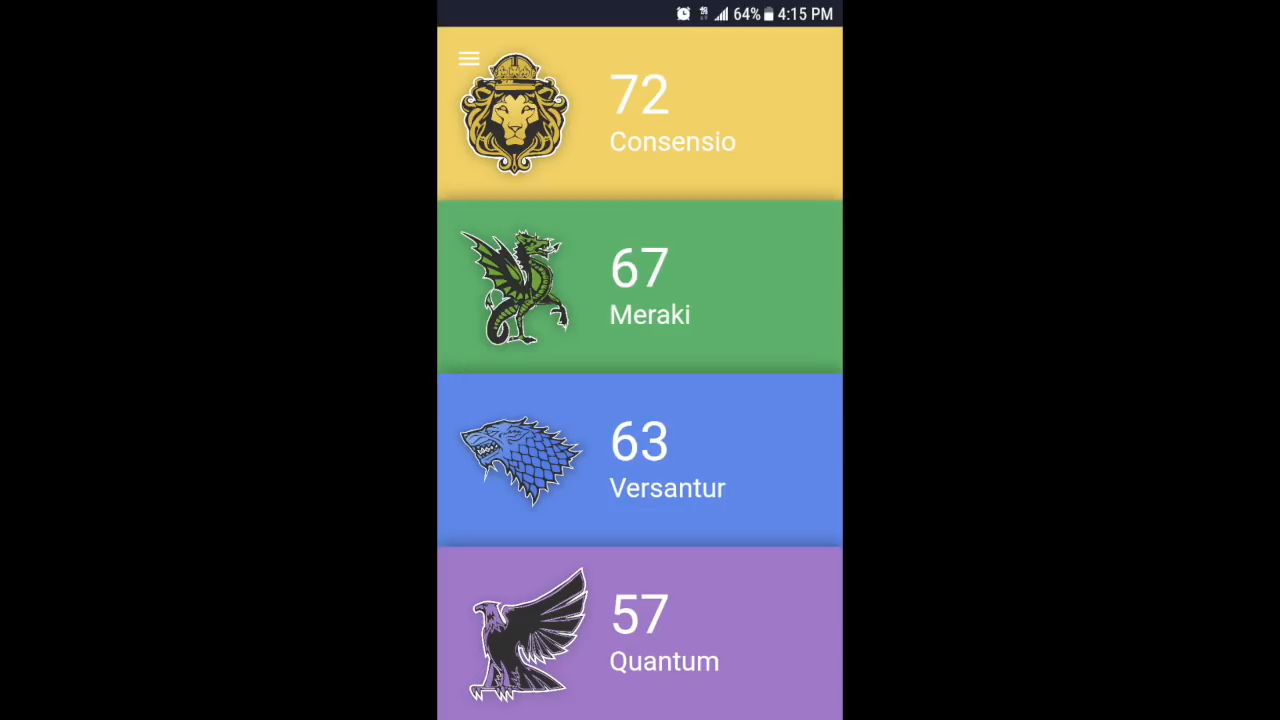 64% 4:15 PM
72
Consensio
67
Meraki
63
Versantur
57
Quantum